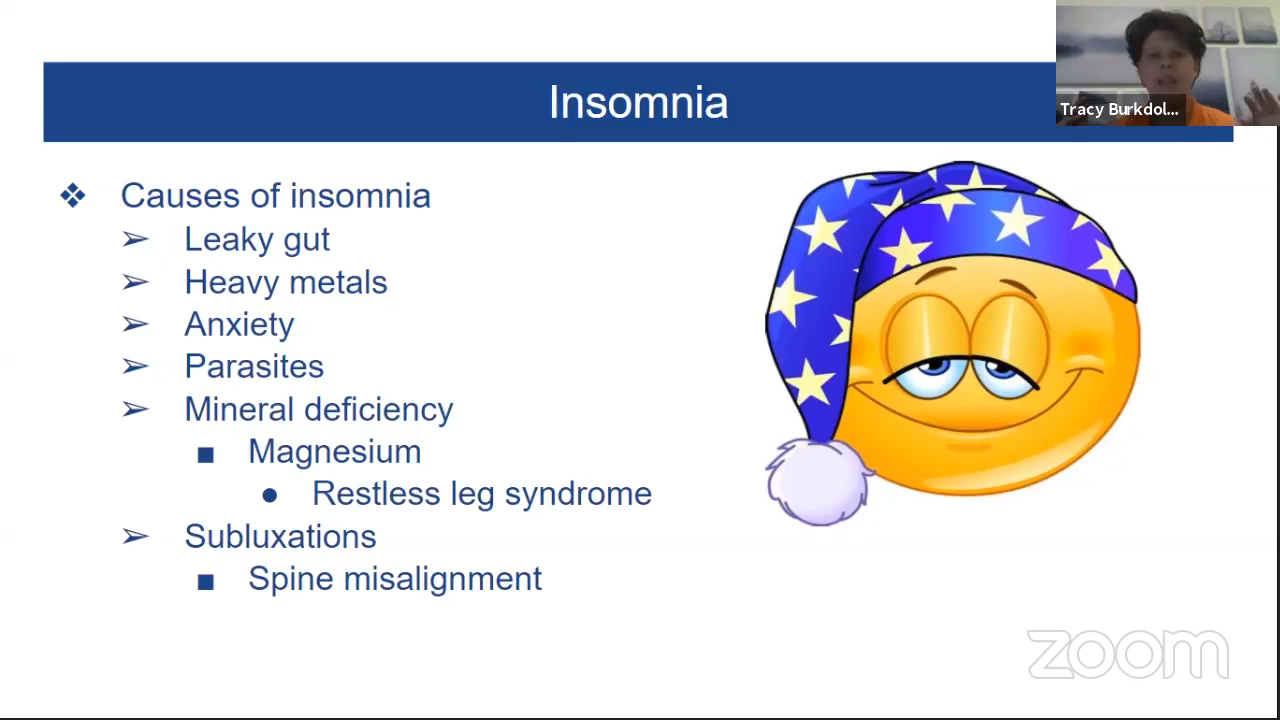 Insomnia
Tracy Burkdol...
❖ Causes of insomnia
➢ Leaky gut
➢ Heavy metals
➢ Anxiety
➢ Parasites
➢ Mineral deficiency
■ Magnesium
● Restless leg syndrome
➢ Subluxations
■ Spine misalignment
zoom